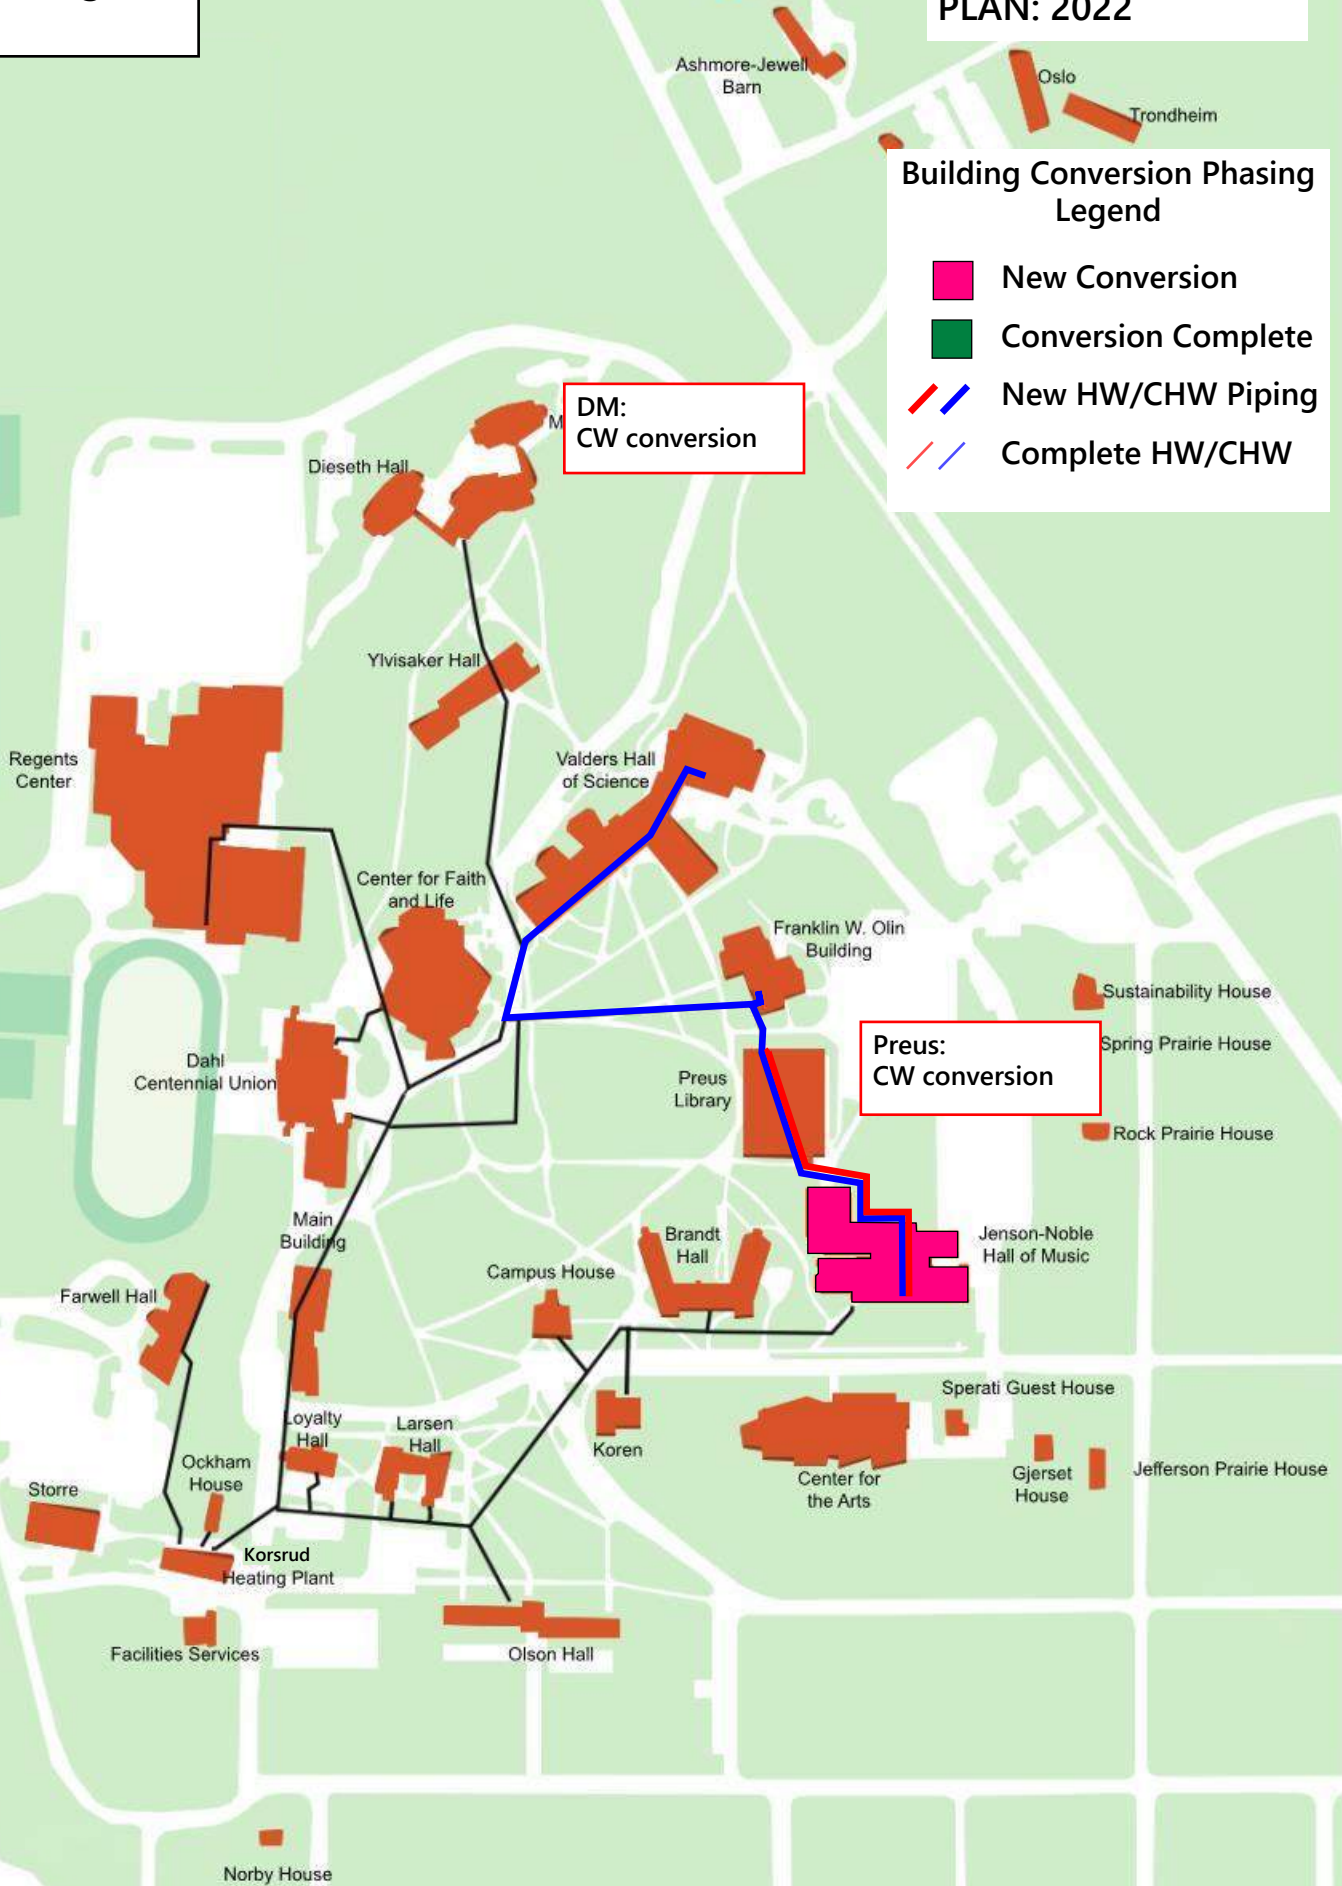 PLAN: 2022
Ashmore-Jewell
Barn
Oslo
Trondheim
Building Conversion Phasing
Legend
New Conversion
Conversion Complete
New HW/CHW Piping
Complete HW/CHW
DM:
CW conversion
Dieseth Hall
Ylvisaker Hall
Regents
Center
Valders Hall
of Science
Center for Faith
and Life
Franklin W. Olin
Building
Sustainability House
Spring Prairie House
Preus:
CW conversion
Dahl
Centennial Union
Preus
Library
Rock Prairie House
Main
Building
Brandt
Hall
Jenson-Noble
Hall of Music
Campus House
Farwell Hall
Sperati Guest House
Loyalty
Hall
Larsen
Hall
Koren
Center for
the Arts
Gjerset
House
Jefferson Prairie House
Ockham
House
Storre
Korsrud
Heating Plant
Facilities Services
Olson Hall
Norby House